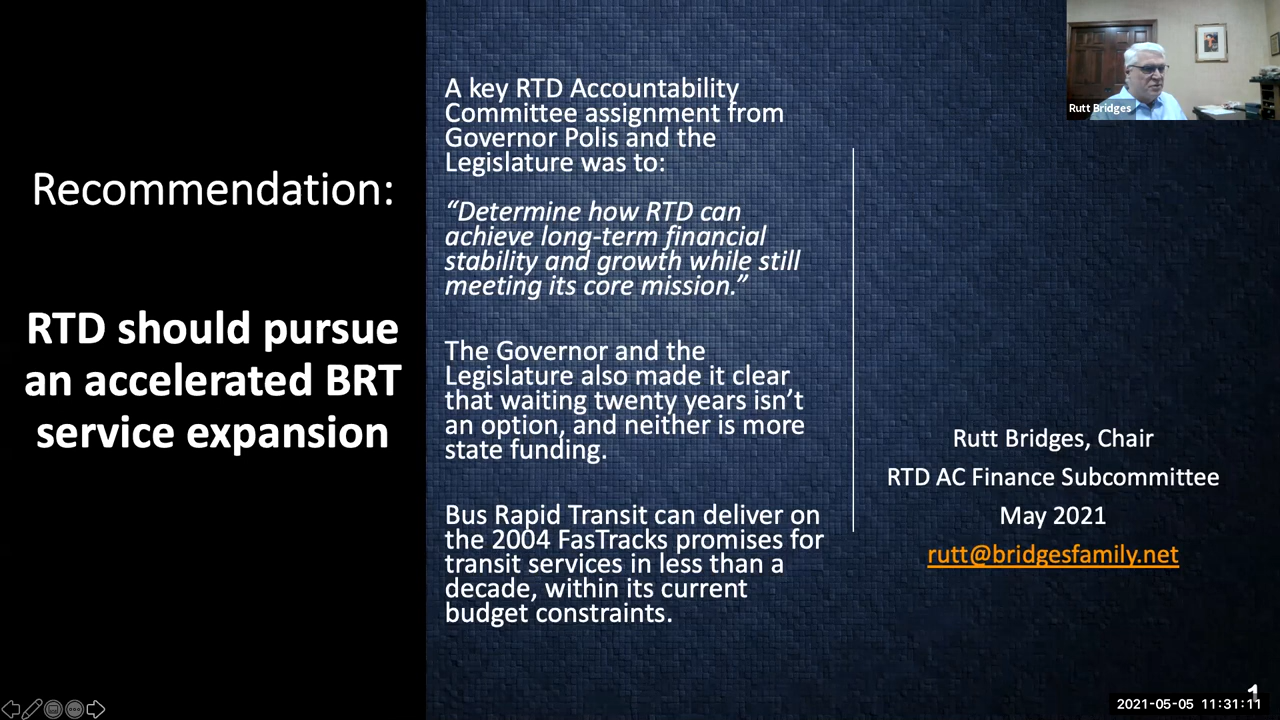 Recommendation:
RTD should pursue
an accelerated BRT
service expansion
A key RTD Accountability
Committee assignment from
Governor Polis and the
Legislature was to:
“Determine how RTD can
achieve long-term financial
stability and growth while still
meeting its core mission.”
The Governor and the
Legislature also made it clear
that waiting twenty years isn’t
an option, and neither is more
state funding.
Bus Rapid Transit can deliver on
the 2004 FasTracks promises for
transit services in less than a
decade, within its current
budget constraints.
Rutt Bridges
Rutt Bridges, Chair
RTD AC Finance Subcommittee
May 2021
rutt@bridgesfamily.net
1
2021-05-05 11:31:11